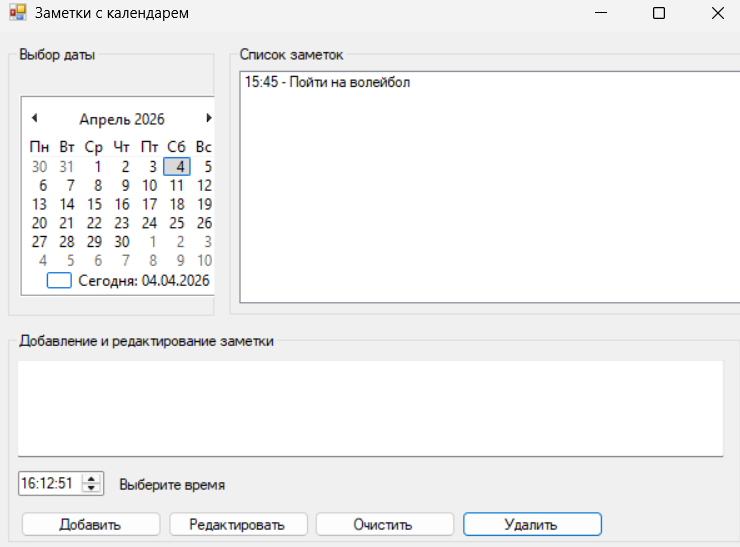 Заметки с календарем
Выбор даты
Апрель 2026
Пн Вт Ср Чт Пт Сб Вс
30 31 1 2 3 4 5
6 7 8 9 10 11 12
13 14 15 16 17 18 19
20 21 22 23 24 25 26
27 28 29 30 1 2 3
4 5 6 7 8 9 10
Сегодня: 04.04.2026
Список заметок
15:45 - Пойти на волейбол
Добавление и редактирование заметки
16:12:51 Выберите время
Добавить Редактировать Очистить Удалить